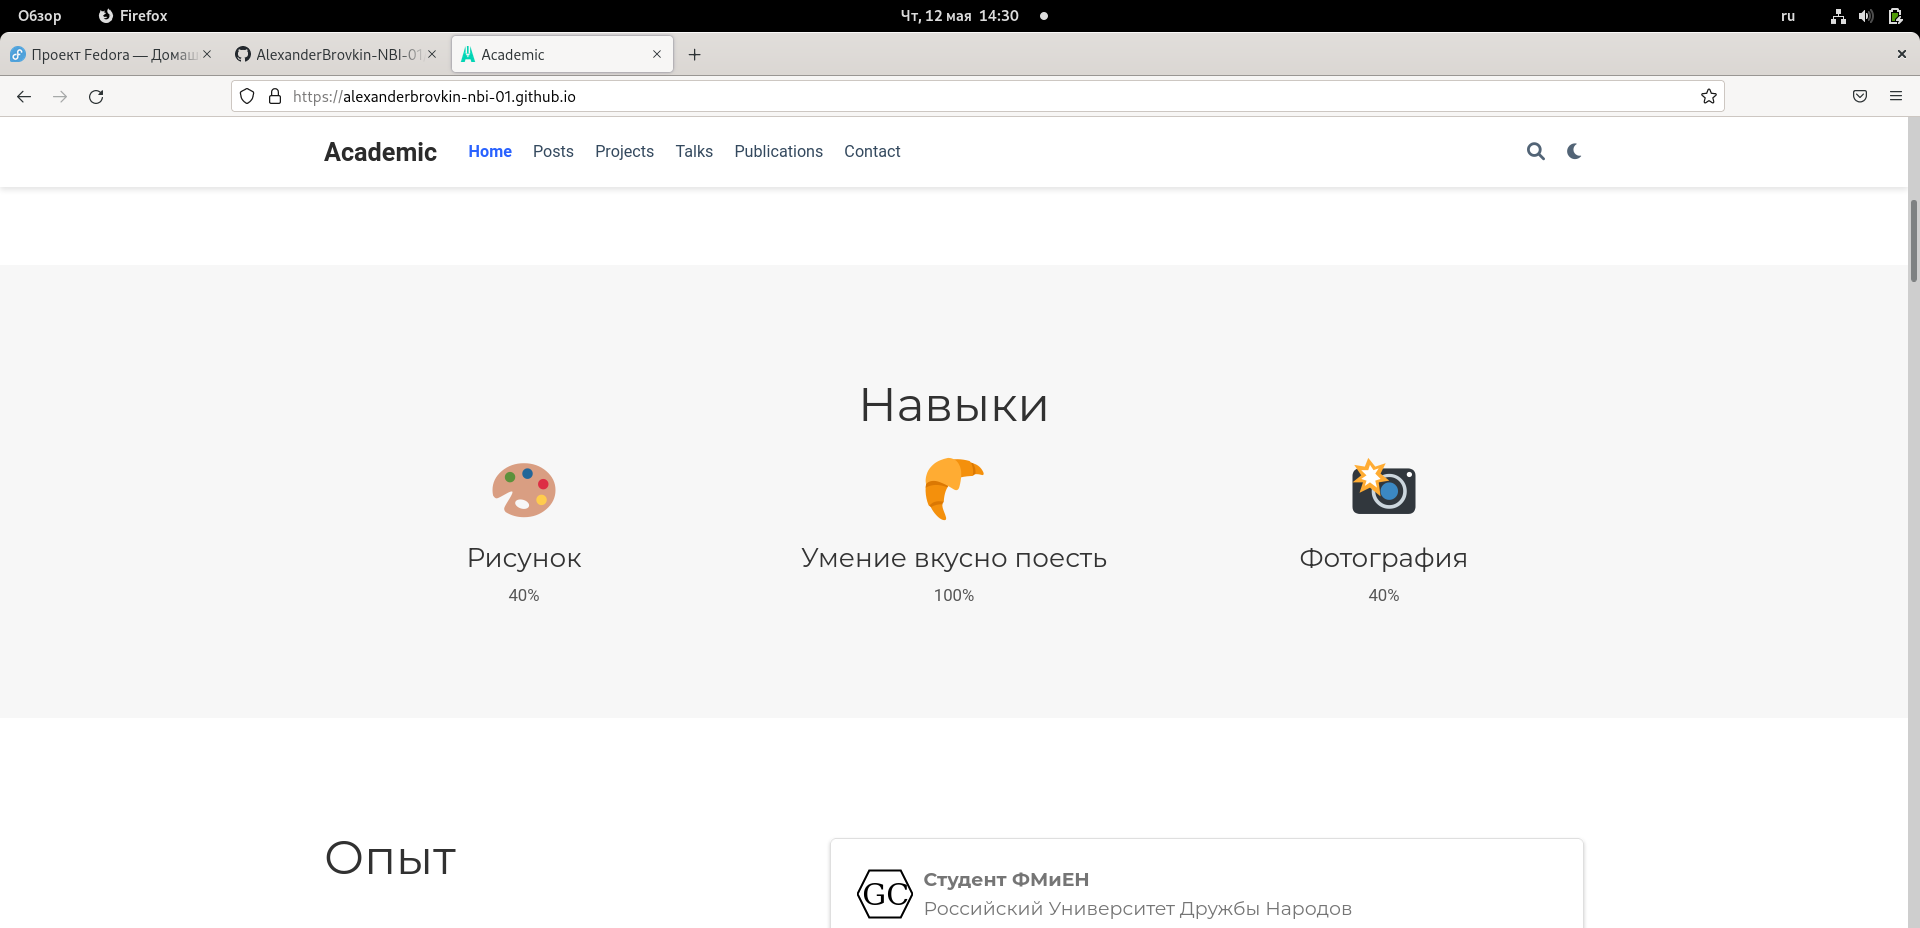 Обзор Firefox Чт, 12 мая 14:30 ru
Проект Fedora — Домаш AlexanderBrovkin-NBI-01 Academic
https://alexanderbrovkin-nbi-01.github.io
Academic Home Posts Projects Talks Publications Contact
Навыки
Рисунок Умение вкусно поесть Фотография
40% 100% 40%
Опыт
GC
Студент ФМиЕН
Российский Университет Дружбы Народов